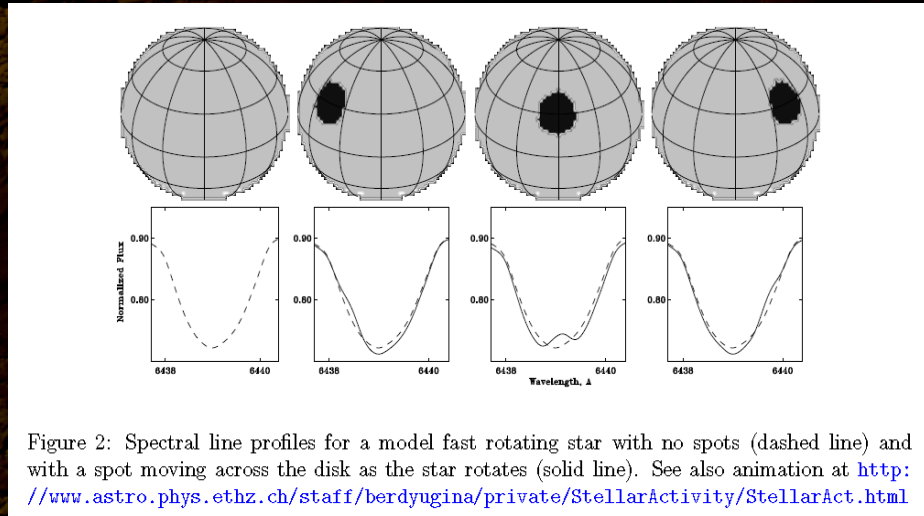 0.90
0.80
Normalized Flux
6438 6440
0.90
0.80
6438 6440
0.90
0.80
6438 6440
Wavelength, A
0.90
0.80
6438 6440
Figure 2: Spectral line profiles for a model fast rotating star with no spots (dashed line) and
with a spot moving across the disk as the star rotates (solid line). See also animation at http:
//www.astro.phys.ethz.ch/staff/berdyugina/private/StellarActivity/StellarAct.html